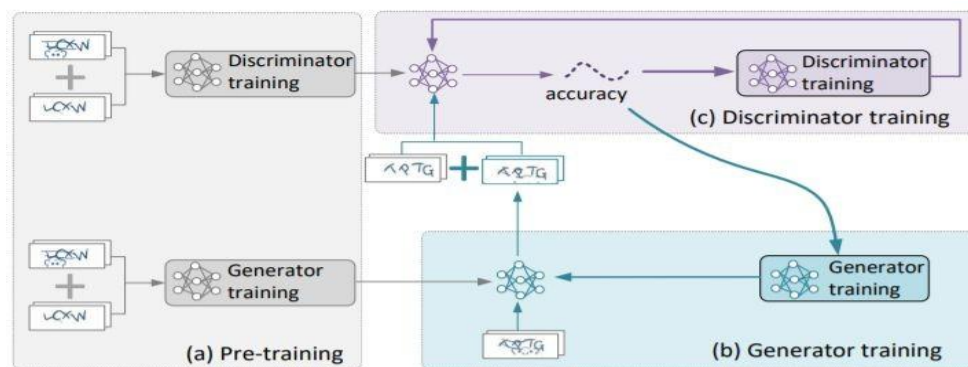 Discriminator
training
accuracy
Discriminator
training
(c) Discriminator training
Generator
training
Generator
training
(a) Pre-training
(b) Generator training